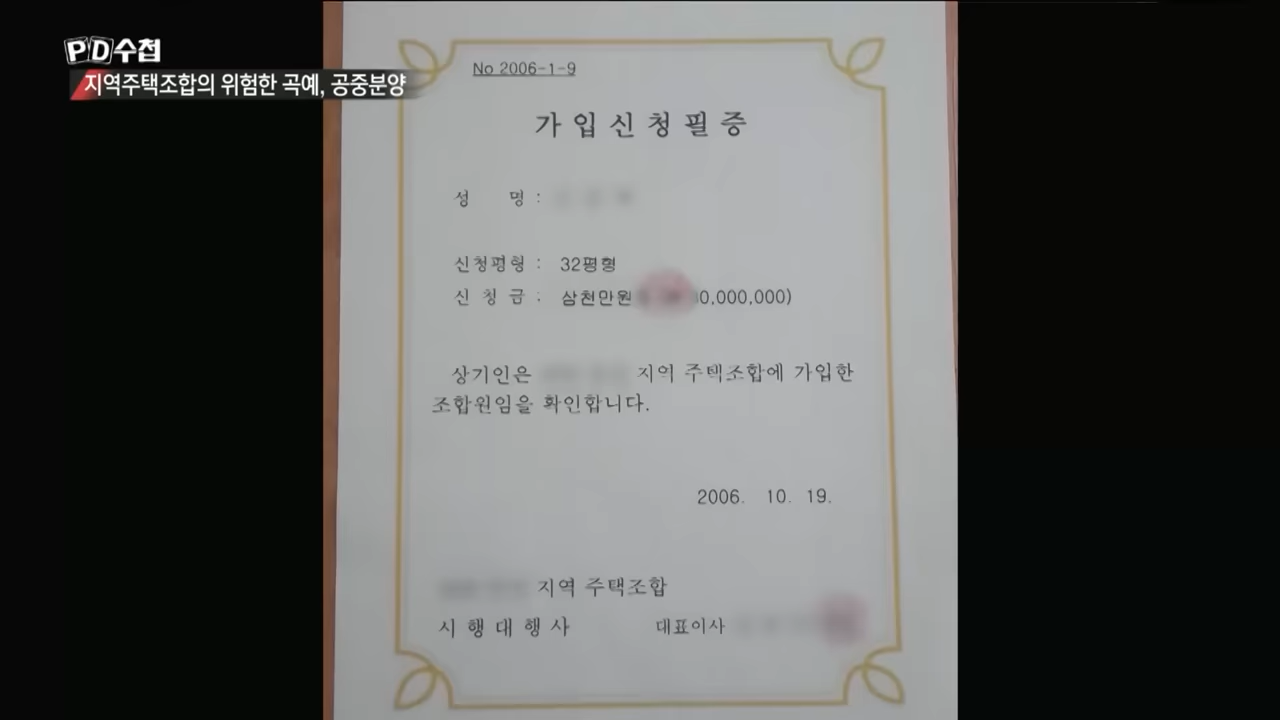 PD수첩
지역주택조합의 위험한 곡예, 공중분양
No 2006-1-9
가입신청필증
성 명 :
신청평형 : 32평형
신 청 금 : 삼천만원 0,000,000)
상기인은 지역 주택조합에 가입한
조합원임을 확인합니다.
2006. 10. 19.
지역 주택조합
시행대행사 대표이사